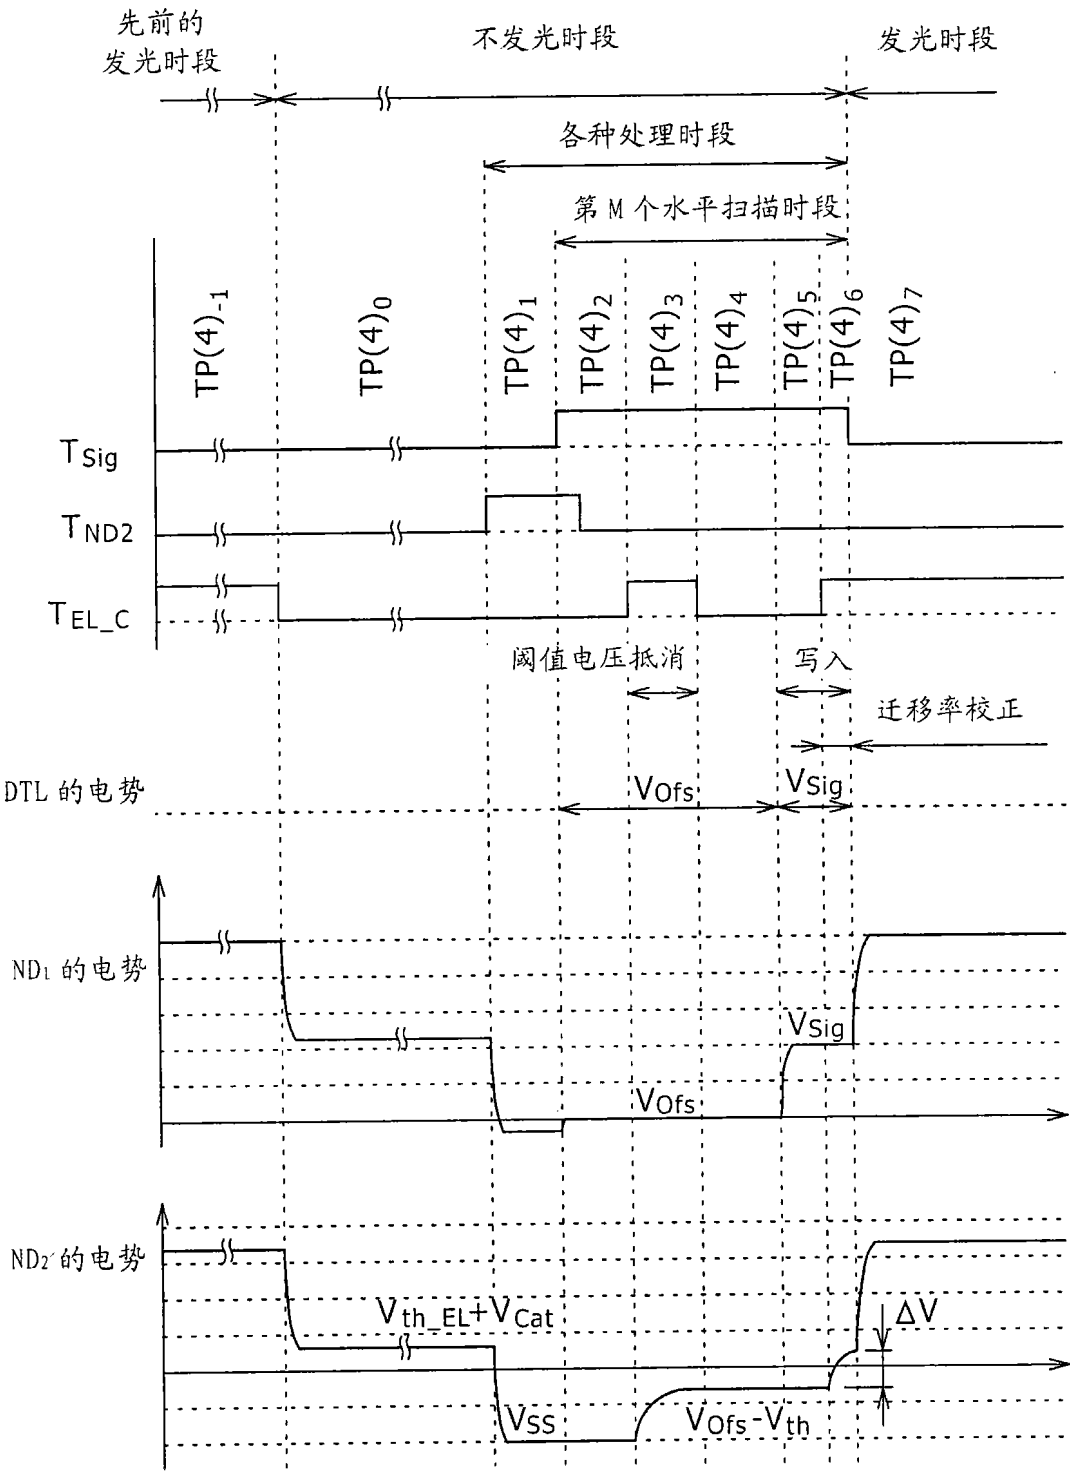 先前的
发光时段
不发光时段
发光时段
各种处理时段
第 M 个水平扫描时段
TP(4)-1
TP(4)0
TP(4)1
TP(4)2
TP(4)3
TP(4)4
TP(4)5
TP(4)6
TP(4)7
TSig
TND2
TEL_C
阈值电压抵消
写入
迁移率校正
DTL 的电势
VOfs
VSig
ND1 的电势
VSig
VOfs
ND2 的电势
Vth_EL+VCat
ΔV
VSS
VOfs-Vth